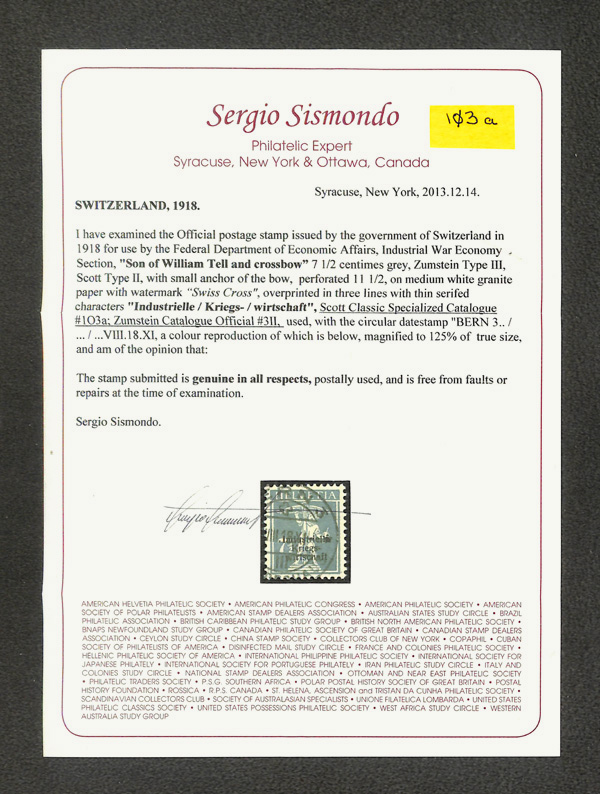 Sergio Sismondo
1o3 a
Philatelic Expert
Syracuse, New York & Ottawa, Canada
Syracuse, New York, 2013.12.14.
SWITZERLAND, 1918.
I have examined the Official postage stamp issued by the government of Switzerland in
1918 for use by the Federal Department of Economic Affairs, Industrial War Economy
Section, "Son of William Tell and crossbow" 7 1/2 centimes grey, Zumstein Type III,
Scott Type II, with small anchor of the bow, perforated 11 1/2, on medium white granite
paper with watermark "Swiss Cross", overprinted in three lines with thin serifed
characters "Industrielle / Kriegs- / wirtschaft", Scott Classic Specialized Catalogue
#1O3a; Zumstein Catalogue Official #3II, used, with the circular datestamp "BERN 3.. /
... / ...VIII.18.XI, a colour reproduction of which is below, magnified to 125% of true size,
and am of the opinion that:
The stamp submitted is genuine in all respects, postally used, and is free from faults or
repairs at the time of examination.
Sergio Sismondo.
HELVETIA
Industrielle
Kriegs-
wirtschaft
AMERICAN HELVETIA PHILATELIC SOCIETY • AMERICAN PHILATELIC CONGRESS • AMERICAN PHILATELIC SOCIETY • AMERICAN
SOCIETY OF POLAR PHILATELISTS • AMERICAN STAMP DEALERS ASSOCIATION • AUSTRALIAN STATES STUDY CIRCLE • BRAZIL
PHILATELIC ASSOCIATION • BRITISH CARIBBEAN PHILATELIC STUDY GROUP • BRITISH NORTH AMERICAN PHILATELIC SOCIETY •
BNAPS NEWFOUNDLAND STUDY GROUP • CANADIAN PHILATELIC SOCIETY OF GREAT BRITAIN • CANADIAN STAMP DEALERS
ASSOCIATION • CEYLON STUDY CIRCLE • CHINA STAMP SOCIETY • COLLECTORS CLUB OF NEW YORK • COPAPHIL • CUBAN
SOCIETY OF PHILATELISTS OF AMERICA • DISINFECTED MAIL STUDY CIRCLE • FRANCE AND COLONIES PHILATELIC SOCIETY •
HELLENIC PHILATELIC SOCIETY OF AMERICA • INTERNATIONAL PHILIPPINE PHILATELIC SOCIETY • INTERNATIONAL SOCIETY FOR
JAPANESE PHILATELY • INTERNATIONAL SOCIETY FOR PORTUGUESE PHILATELY • IRAN PHILATELIC STUDY CIRCLE • ITALY AND
COLONIES STUDY CIRCLE • NATIONAL STAMP DEALERS ASSOCIATION • OTTOMAN AND NEAR EAST PHILATELIC SOCIETY
• PHILATELIC TRADERS SOCIETY • P.S.G. SOUTHERN AFRICA • POLAR POSTAL HISTORY SOCIETY OF GREAT BRITAIN • POSTAL
HISTORY FOUNDATION • ROSSICA • R.P.S. CANADA • ST. HELENA, ASCENSION and TRISTAN DA CUNHA PHILATELIC SOCIETY •
SCANDINAVIAN COLLECTORS CLUB • SOCIETY OF AUSTRALASIAN SPECIALISTS • UNIONE FILATELICA LOMBARDA • UNITED STATES
PHILATELIC CLASSICS SOCIETY • UNITED STATES POSSESSIONS PHILATELIC SOCIETY • WEST AFRICA STUDY CIRCLE • WESTERN
AUSTRALIA STUDY GROUP